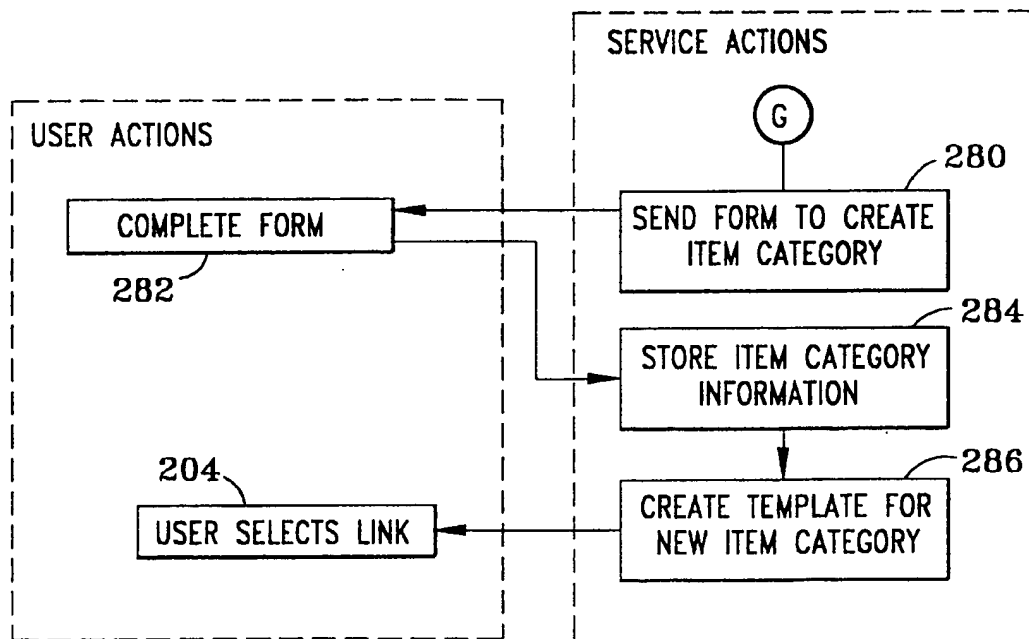 SERVICE ACTIONS
G
USER ACTIONS
280
SEND FORM TO CREATE
ITEM CATEGORY
COMPLETE FORM
282
284
STORE ITEM CATEGORY
INFORMATION
286
CREATE TEMPLATE FOR
NEW ITEM CATEGORY
204
USER SELECTS LINK